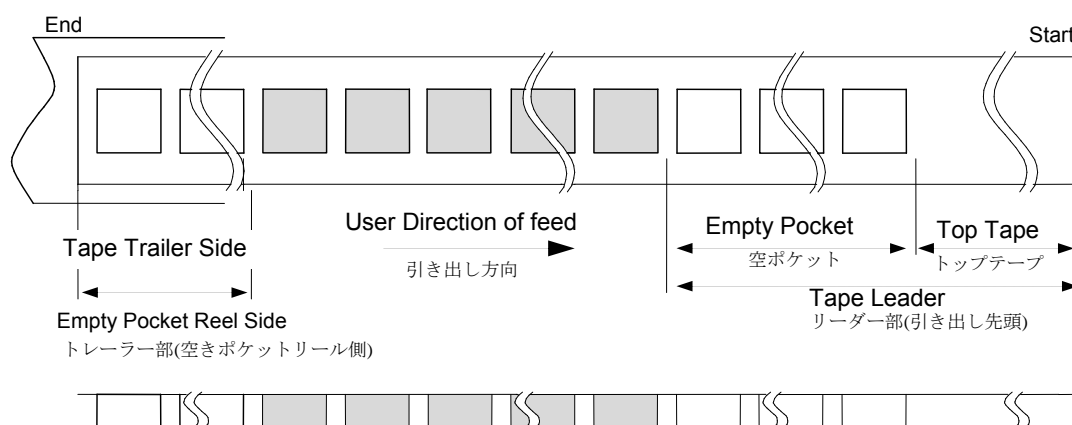 End
Start
User Direction of feed
引き出し方向
Empty Pocket
空ポケット
Top Tape
トップテープ
Tape Trailer Side
Tape Leader
リーダー部(引き出し先頭)
Empty Pocket Reel Side
トレーラー部(空きポケットリール側)